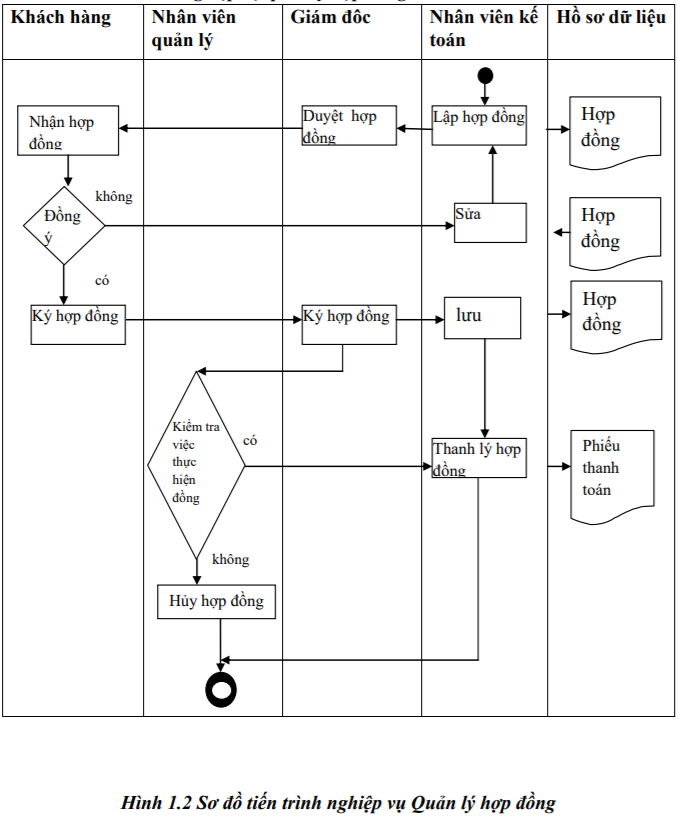 Khách hàng
Nhân viên
quản lý
Giám đôc
Nhân viên kế
toán
Hồ sơ dữ liệu
Nhận hợp
đồng
Duyệt hợp
đồng
Lập hợp đồng
Hợp
đồng
không
Đồng
ý
Sửa
Hợp
đồng
có
Ký hợp đồng
Ký hợp đồng
lưu
Hợp
đồng
Kiểm tra
việc
thực
hiện
đồng
có
Thanh lý hợp
đồng
Phiếu
thanh
toán
không
Hủy hợp đồng
Hình 1.2 Sơ đồ tiến trình nghiệp vụ Quản lý hợp đồng